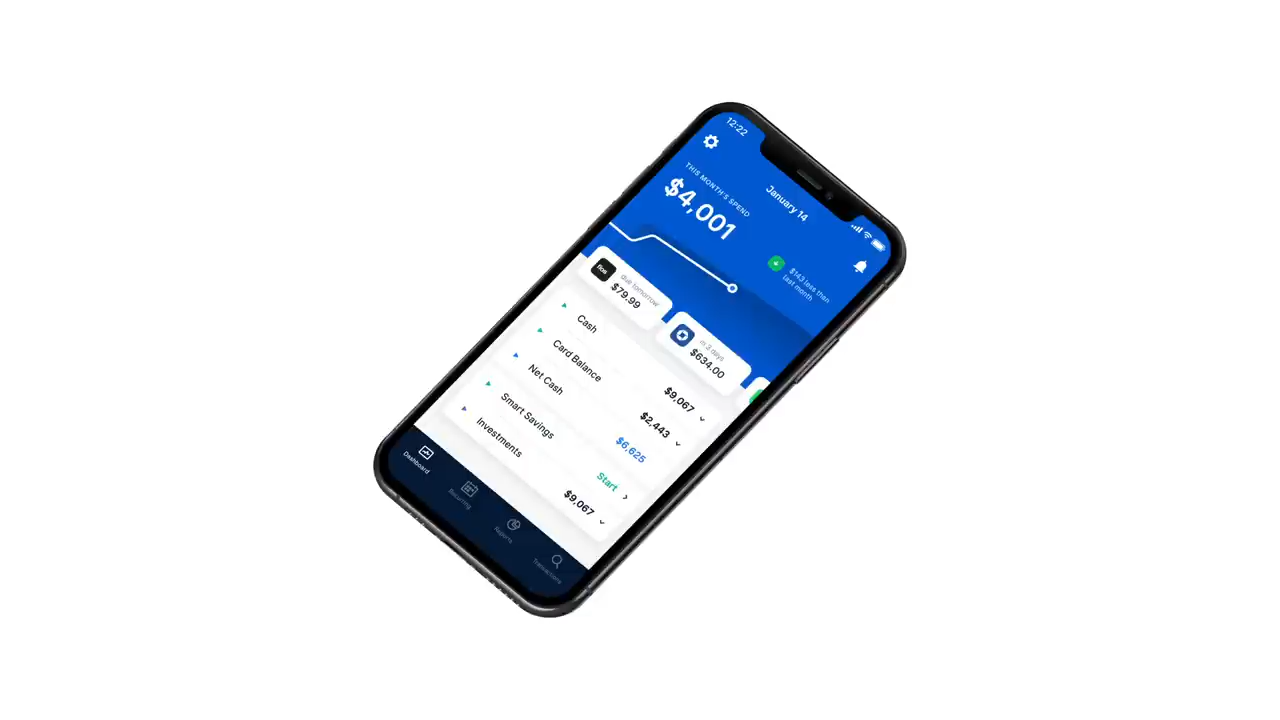 12:22
January 14
THIS MONTH'S SPEND
$4,001
$143 less than
last month
flos
due tomorrow
$79.99
in 3 days
$634.00
Cash
$9,067
Card Balance
$2,443
Net Cash
$6,625
Smart Savings
Start
Investments
$9,067
Dashboard
Recurring
Reports
Transactions